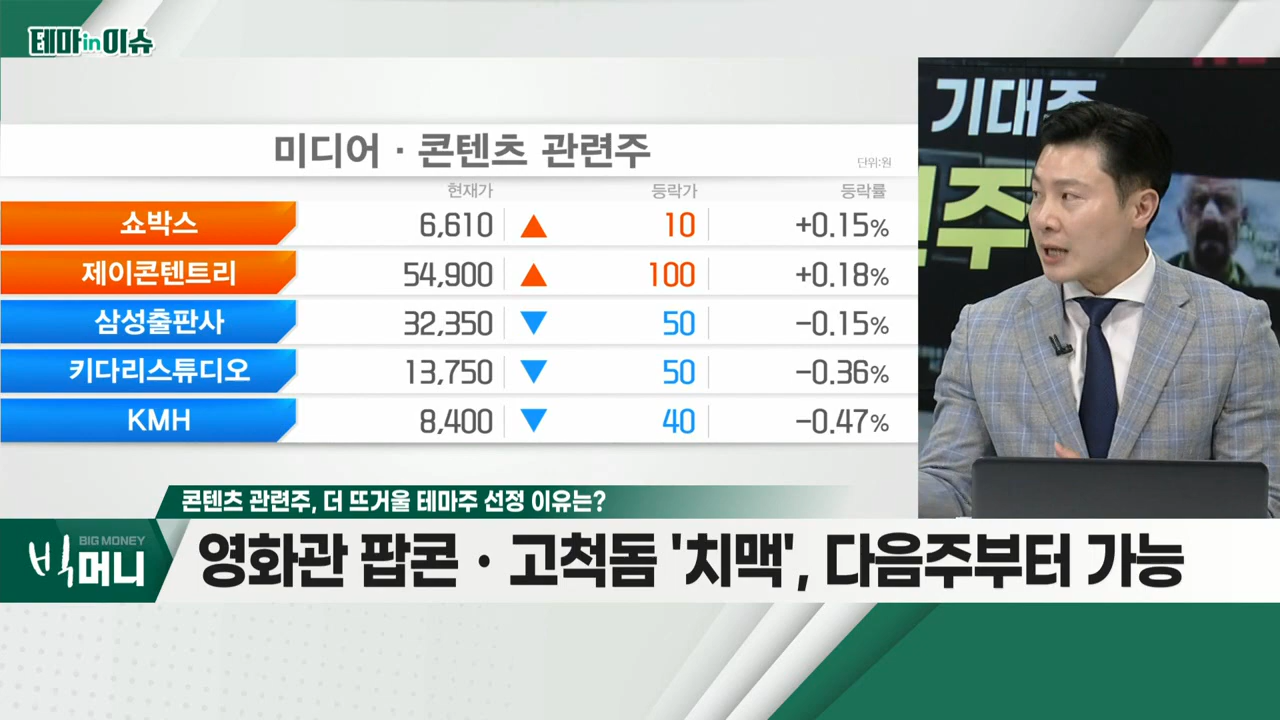 테마in이슈
기대주
미디어 · 콘텐츠 관련주
단위:원
현재가 등락가 등락률
쇼박스 6,610 ▲ 10 +0.15%
제이콘텐트리 54,900 ▲ 100 +0.18%
삼성출판사 32,350 ▼ 50 -0.15%
키다리스튜디오 13,750 ▼ 50 -0.36%
KMH 8,400 ▼ 40 -0.47%
콘텐츠 관련주, 더 뜨거울 테마주 선정 이유는?
BIG MONEY
빅머니
영화관 팝콘 · 고척돔 '치맥', 다음주부터 가능